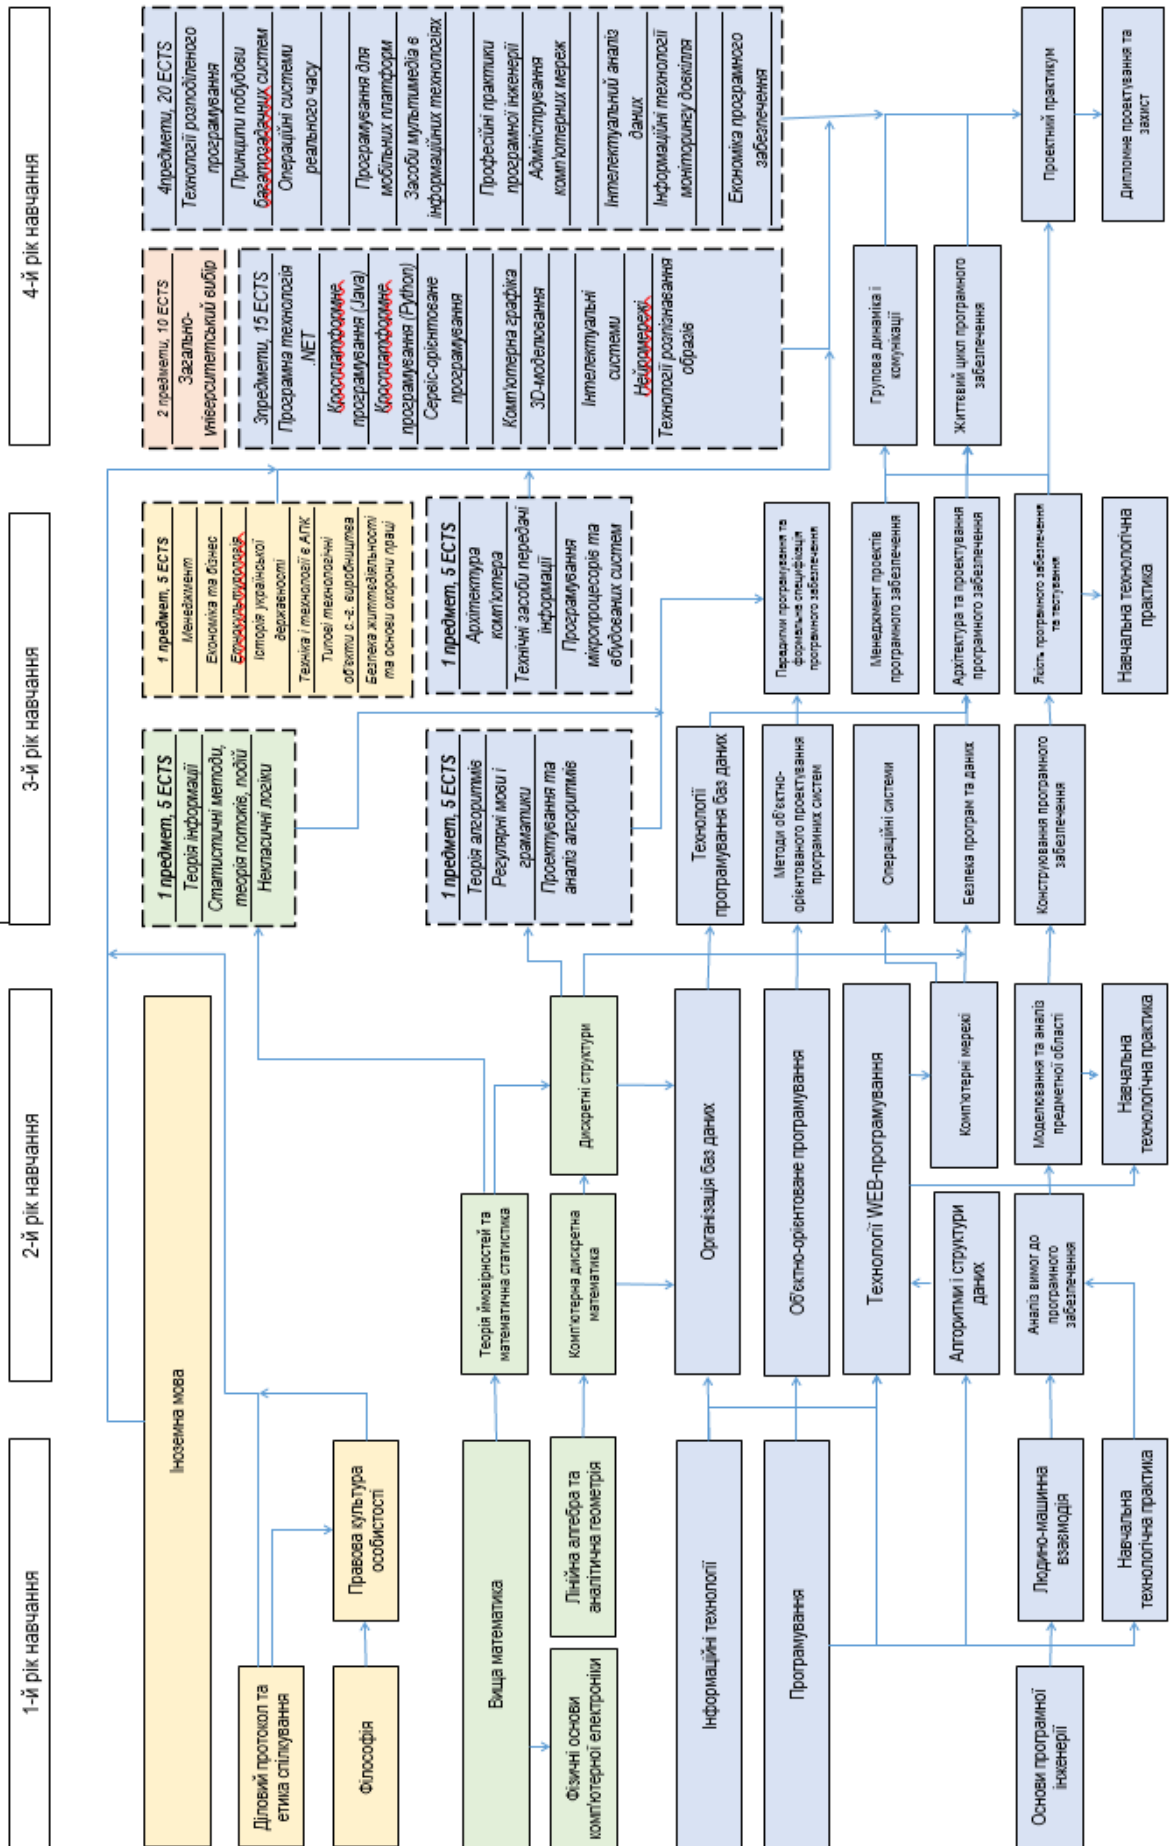 1-й рік навчання
2-й рік навчання
3-й рік навчання
4-й рік навчання
Іноземна мова
Діловий протокол та
етика спілкування
Філософія
Правова культура
особистості
Вища математика
Фізичні основи
комп'ютерної електроніки
Лінійна алгебра та
аналітична геометрія
Інформаційні технології
Програмування
Основи програмної
інженерії
Людино-машинна
взаємодія
Навчальна
технологічна практика
Теорія ймовірностей та
математична статистика
Комп'ютерна дискретна
математика
Дискретні структури
Організація баз даних
Об'єктно-орієнтоване програмування
Технології WEB-програмування
Алгоритми і структури
даних
Комп'ютерні мережі
Аналіз вимог до
програмного
забезпечення
Моделювання та аналіз
предметної області
Навчальна
технологічна практика
1 предмет, 5 ECTS
Теорія інформації
Статистичні методи,
теорія потоків, подій
Некласичні логіки
1 предмет, 5 ECTS
Теорія алгоритмів
Регулярні мови і
граматики
Проектування та
аналіз алгоритмів
Технології
програмування баз даних
Методи об'єктно-
орієнтованого проектування
програмних систем
Операційні системи
Безпека програм та даних
Конструювання програмного
забезпечення
1 предмет, 5 ECTS
Менеджмент
Економіка та бізнес
Етнокультурологія
Історія української
державності
Техніка і технології в АПК
Типові технологічні
об'єкти с.-г. виробництва
Безпека життєдіяльності
та основи охорони праці
1 предмет, 5 ECTS
Архітектура
комп'ютера
Технічні засоби передачі
інформації
Програмування
мікропроцесорів та
вбудованих систем
Парадигми програмування та
формальна специфікація
програмного забезпечення
Менеджмент проектів
програмного забезпечення
Архітектура та проектування
програмного забезпечення
Якість програмного забезпечення
та тестування
Навчальна технологічна
практика
2 предмети, 10 ECTS
Загально-
університетський вибір
3предмети, 15 ECTS
Програмна технологія
.NET
Кросплатформне
програмування (Java)
Кросплатформне
програмування (Python)
Сервіс-орієнтоване
програмування
Комп'ютерна графіка
3D-моделювання
Інтелектуальні
системи
Нейромережі
Технології розпізнавання
образів
4предмети, 20 ECTS
Технології розподіленого
програмування
Принципи побудови
багатозадачних систем
Операційні системи
реального часу
Програмування для
мобільних платформ
Засоби мультимедіа в
інформаційних технологіях
Професійні практики
програмної інженерії
Адміністрування
комп'ютерних мереж
Інтелектуальний аналіз
даних
Інформаційні технології
моніторингу довкілля
Економіка програмного
забезпечення
Групова динаміка і
комунікації
Життєвий цикл програмного
забезпечення
Проектний практикум
Дипломне проектування та
захист